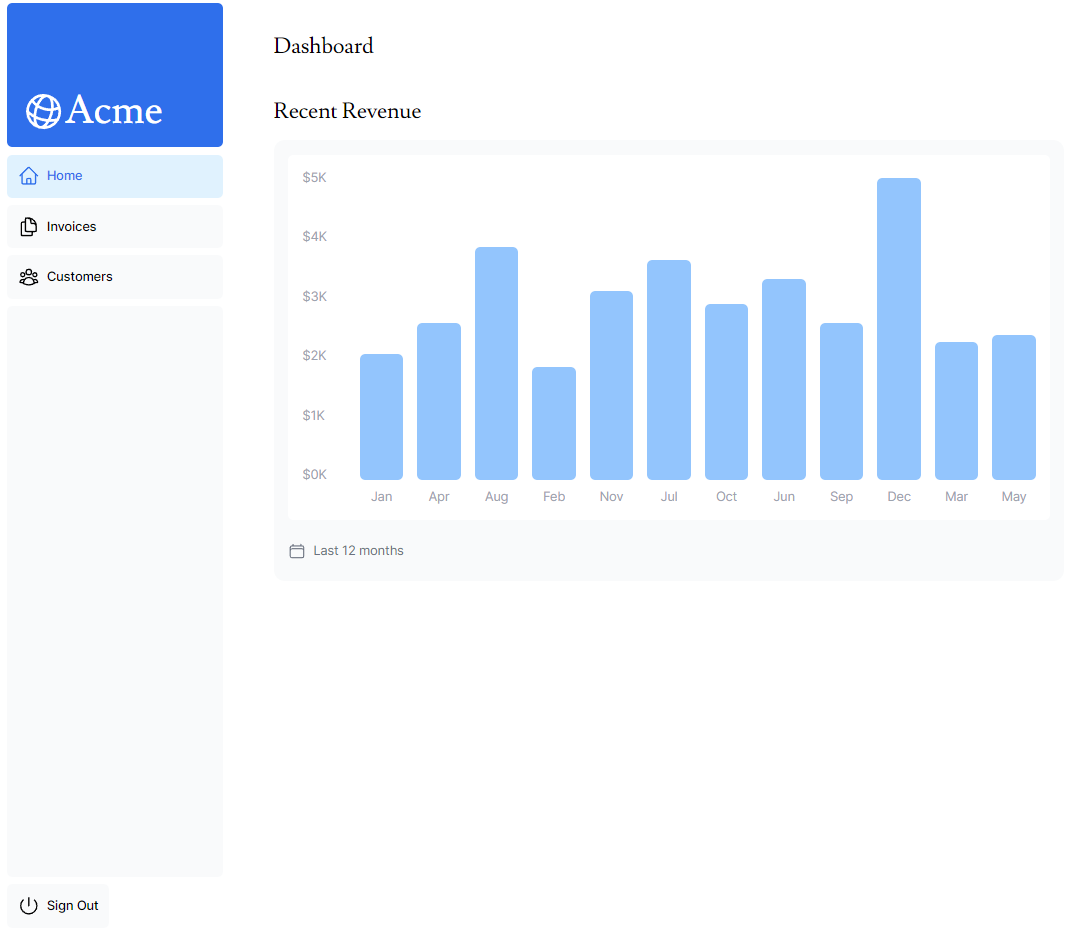 Acme
Home
Invoices
Customers
Sign Out
Dashboard
Recent Revenue
$5K
$4K
$3K
$2K
$1K
$0K
Jan Apr Aug Feb Nov Jul Oct Jun Sep Dec Mar May
Last 12 months